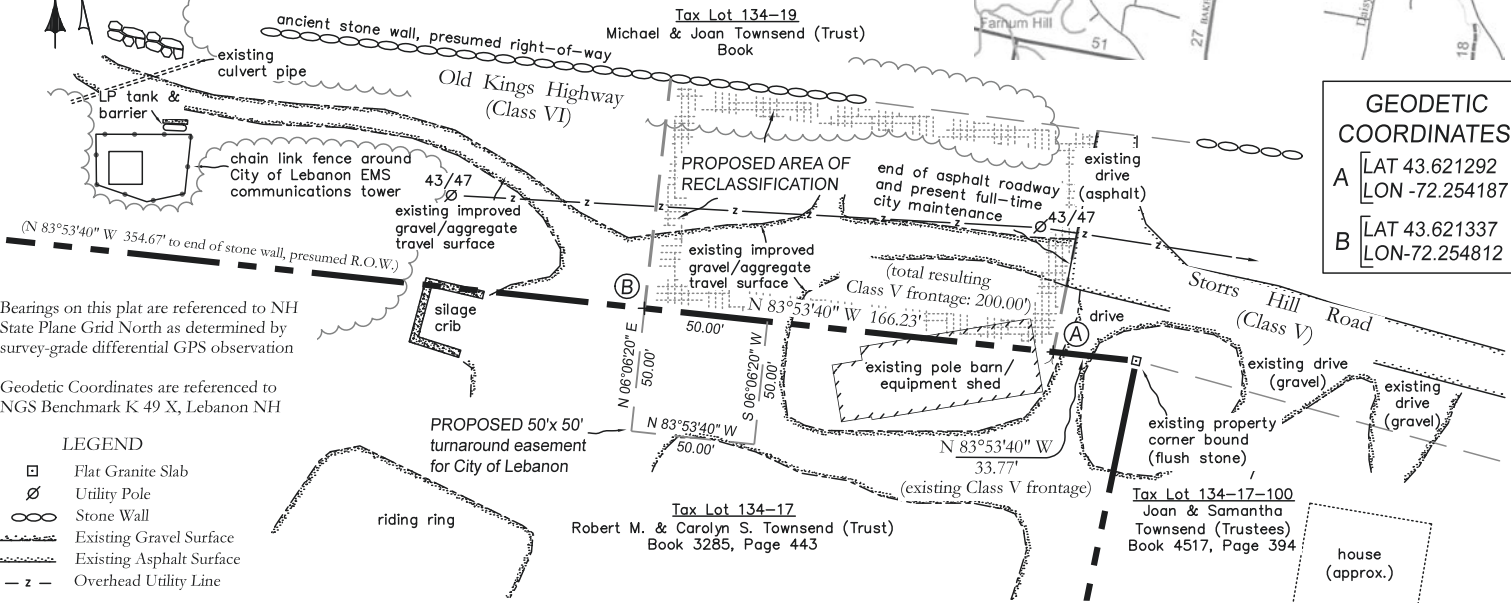 Tax Lot 134-19
Michael & Joan Townsend (Trust)
Book
Farnum Hill
51
27
18
ancient stone wall, presumed right-of-way
existing
culvert pipe
Old Kings Highway
(Class VI)
LP tank &
barrier
chain link fence around
City of Lebanon EMS
communications tower
43/47
existing improved
gravel/aggregate
travel surface
PROPOSED AREA OF
RECLASSIFICATION
end of asphalt roadway
and present full-time
city maintenance
existing
drive
(asphalt)
43/47
GEODETIC
COORDINATES
A
LAT 43.621292
LON -72.254187
B
LAT 43.621337
LON-72.254812
(N 83°53'40" W 354.67' to end of stone wall, presumed R.O.W.)
existing improved
gravel/aggregate
travel surface
(total resulting
Class V frontage: 200.00')
Storrs Hill Road
(Class V)
silage
crib
B
N 83°53'40" W 166.23'
50.00'
A
drive
N 06°06'20" E
50.00'
S 06°06'20" W
50.00'
N 83°53'40" W
50.00'
existing pole barn/
equipment shed
existing drive
(gravel)
existing
drive
(gravel)
existing property
corner bound
(flush stone)
PROPOSED 50'x 50'
turnaround easement
for City of Lebanon
N 83°53'40" W
33.77'
(existing Class V frontage)
Bearings on this plat are referenced to NH
State Plane Grid North as determined by
survey-grade differential GPS observation
Geodetic Coordinates are referenced to
NGS Benchmark K 49 X, Lebanon NH
LEGEND
Flat Granite Slab
Utility Pole
Stone Wall
Existing Gravel Surface
Existing Asphalt Surface
z Overhead Utility Line
riding ring
Tax Lot 134-17
Robert M. & Carolyn S. Townsend (Trust)
Book 3285, Page 443
Tax Lot 134-17-100
Joan & Samantha
Townsend (Trustees)
Book 4517, Page 394
house
(approx.)